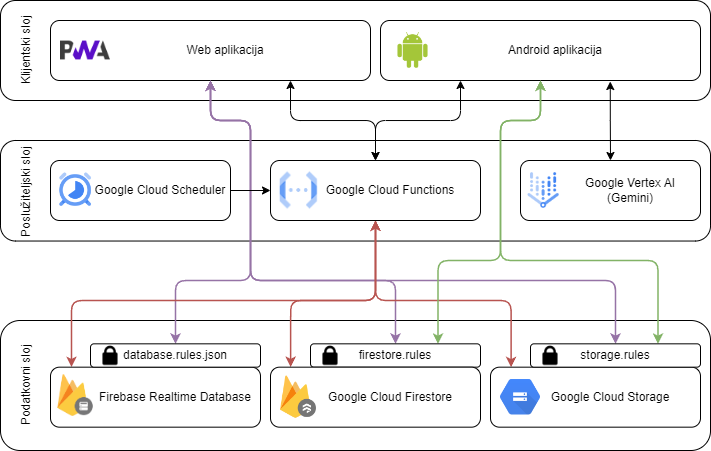 Klijentski sloj
PWA
Web aplikacija
Android aplikacija
Poslužiteljski sloj
Google Cloud Scheduler
Google Cloud Functions
Google Vertex AI
(Gemini)
Podatkovni sloj
database.rules.json
firestore.rules
storage.rules
Firebase Realtime Database
Google Cloud Firestore
Google Cloud Storage